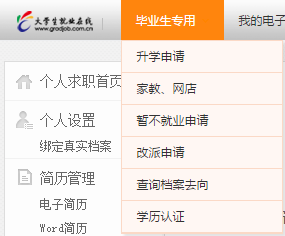 大学生就业在线
www.gradjob.com.cn
毕业生专用
我的电子
升学申请
家教、网店
暂不就业申请
改派申请
查询档案去向
学历认证
个人求职首页
个人设置
绑定真实档案
简历管理
电子简历
Word简历